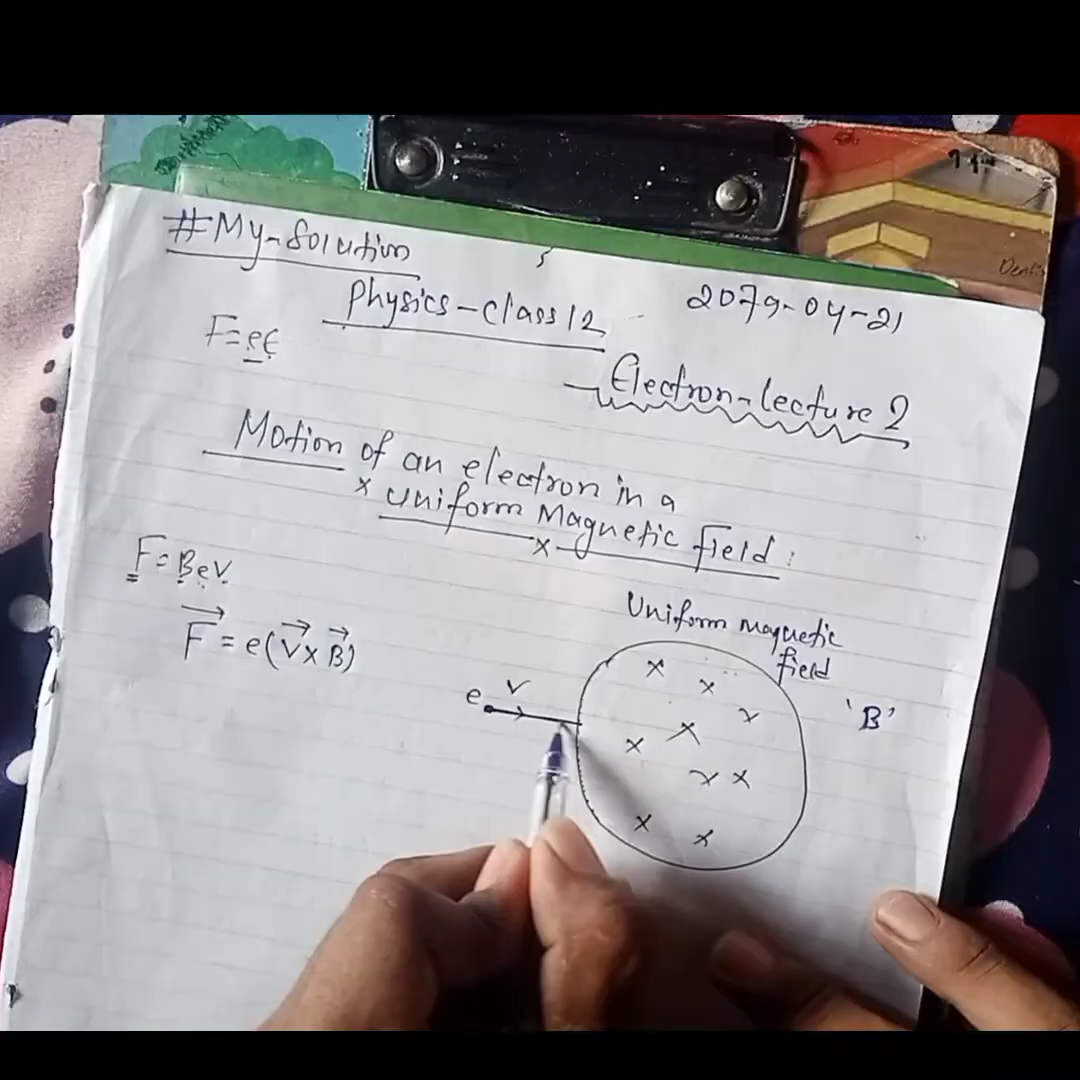 #My-Solution
Physics-class 12
2079-04-21
F=eE
Electron-lecture 2
Motion of an electron in a
x Uniform Magnetic field:
x
F=BeV
F = e(V x B)
Uniform magnetic
field
'B'
e V
x x
x x x
x x
x x